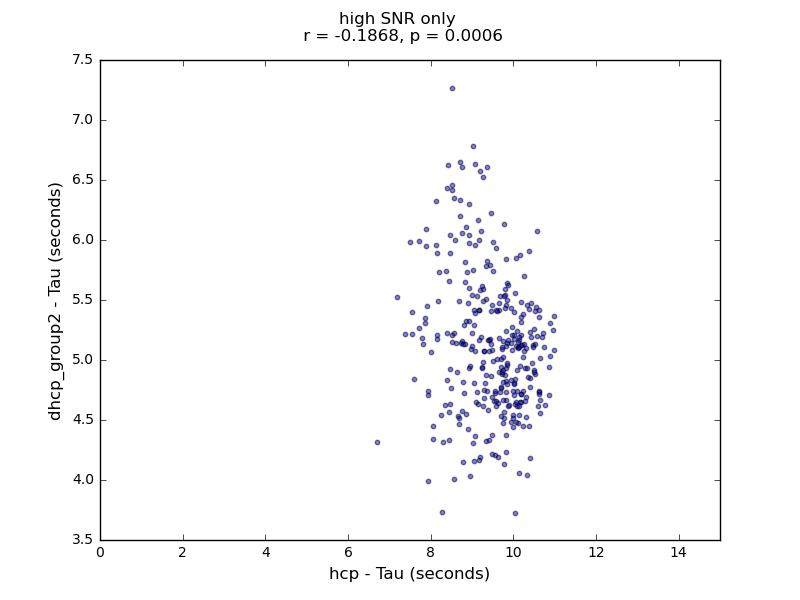 high SNR only
r = -0.1868, p = 0.0006
7.5
7.0
6.5
6.0
5.5
5.0
4.5
4.0
3.5
dhcp_group2 - Tau (seconds)
0 2 4 6 8 10 12 14
hcp - Tau (seconds)